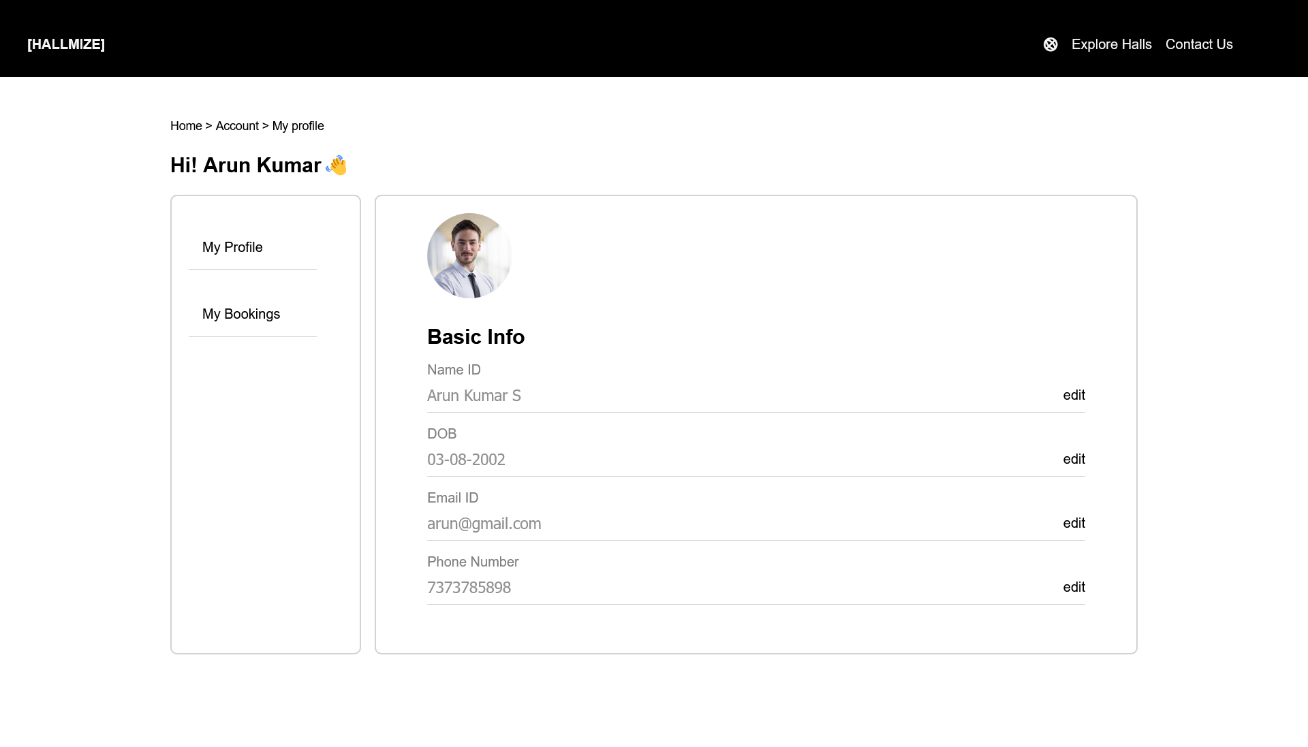 [HALLMIZE]
Explore Halls Contact Us
Home > Account > My profile
Hi! Arun Kumar 👋
My Profile
My Bookings
Basic Info
Name ID
Arun Kumar S edit
DOB
03-08-2002 edit
Email ID
arun@gmail.com edit
Phone Number
7373785898 edit